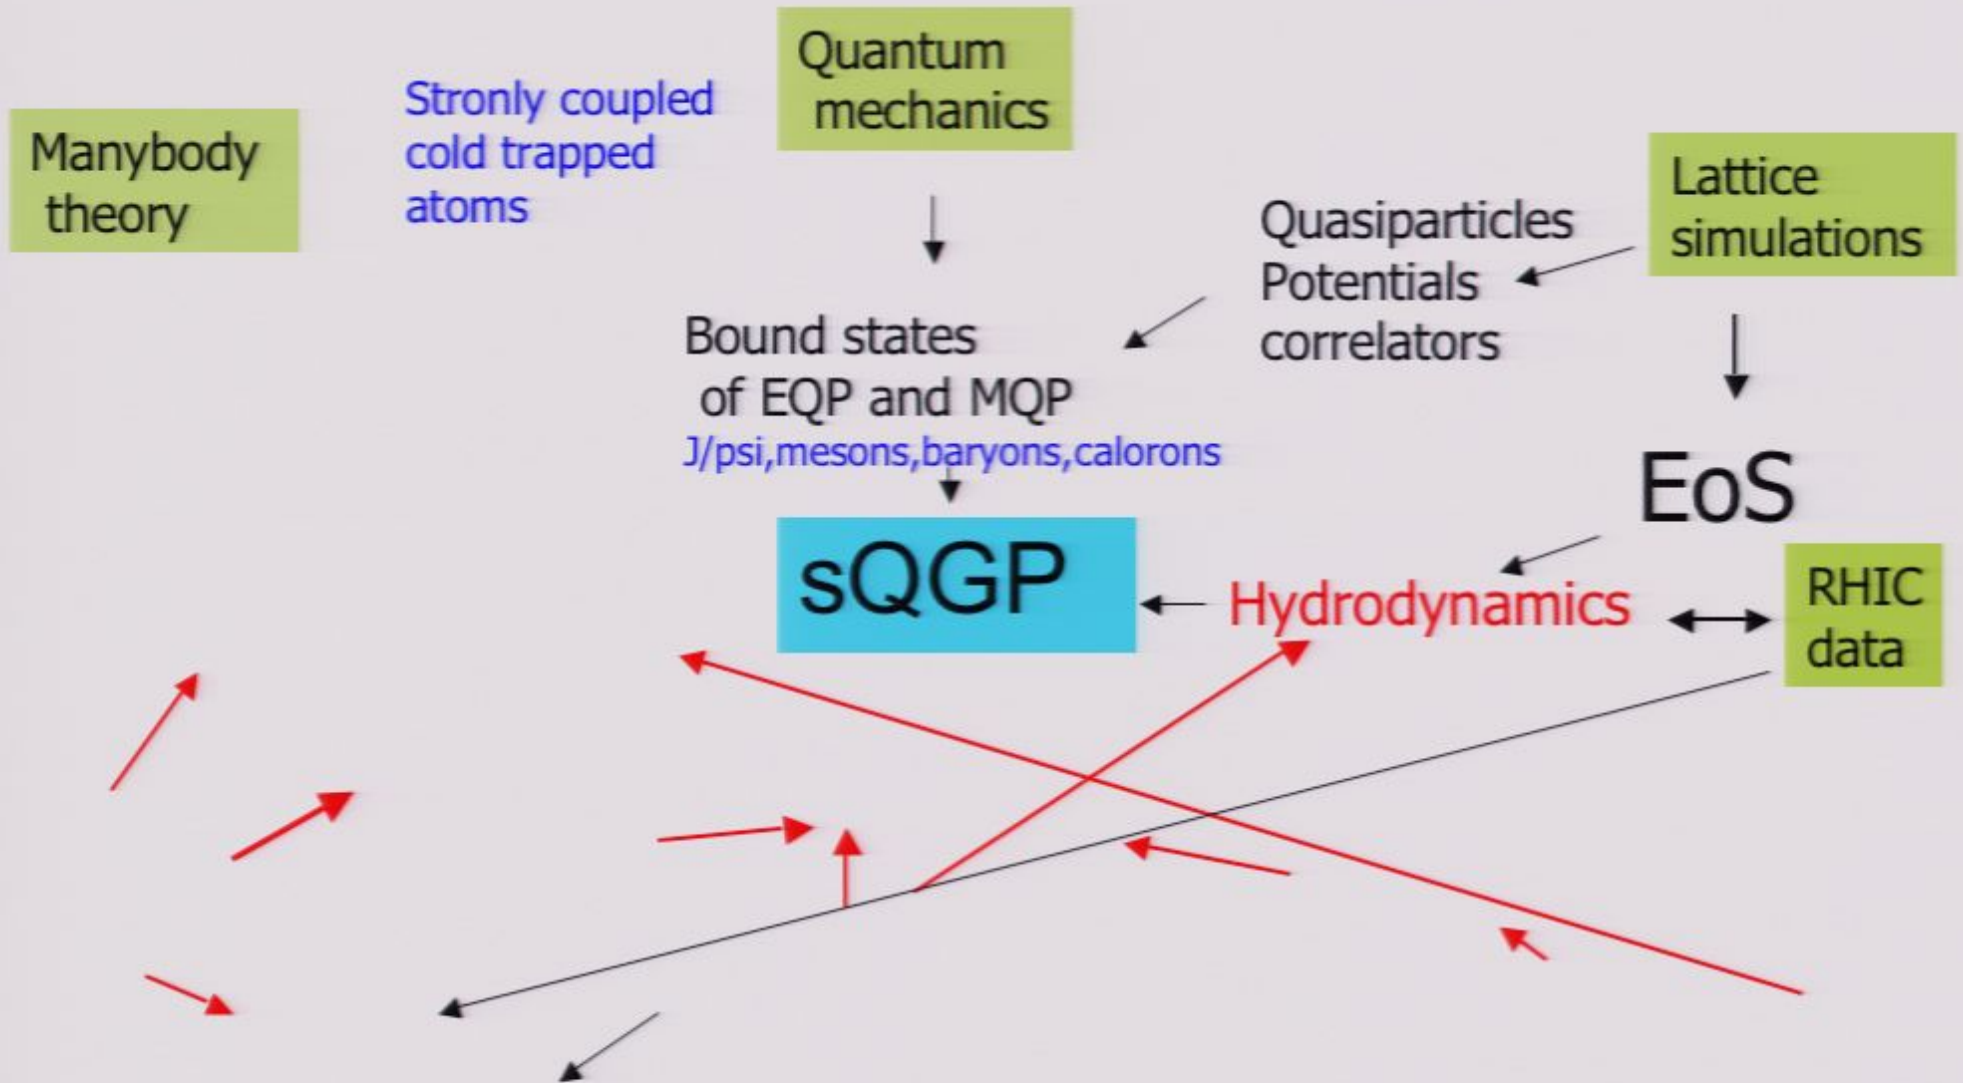 Quantum
mechanics
Stronly coupled
cold trapped
atoms
Manybody
theory
Lattice
simulations
Quasiparticles
Potentials
correlators
Bound states
of EQP and MQP
J/psi,mesons,baryons,calorons
EoS
sQGP
Hydrodynamics
RHIC
data